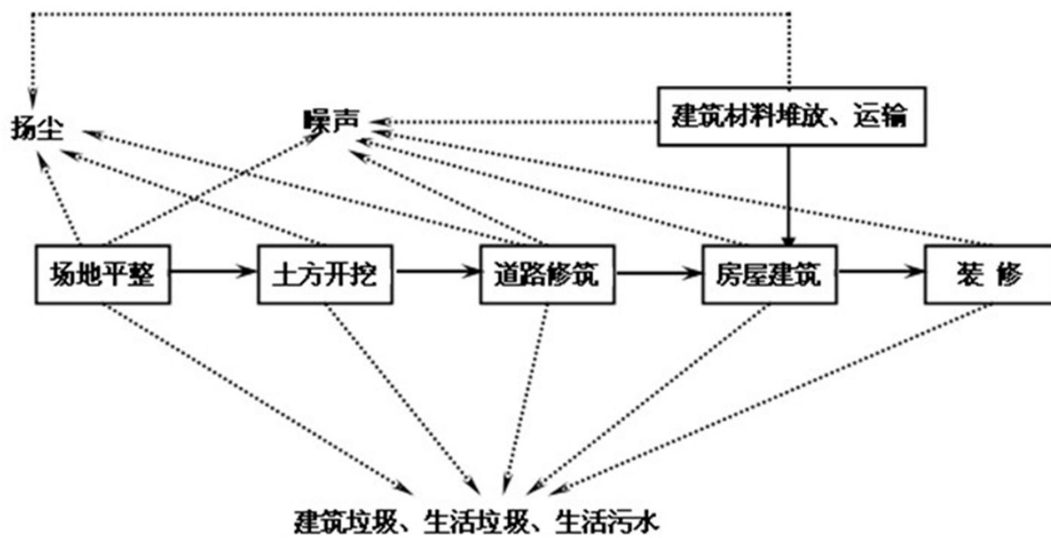 建筑材料堆放、运输
扬尘
噪声
场地平整
土方开挖
道路修筑
房屋建筑
装 修
建筑垃圾、生活垃圾、生活污水